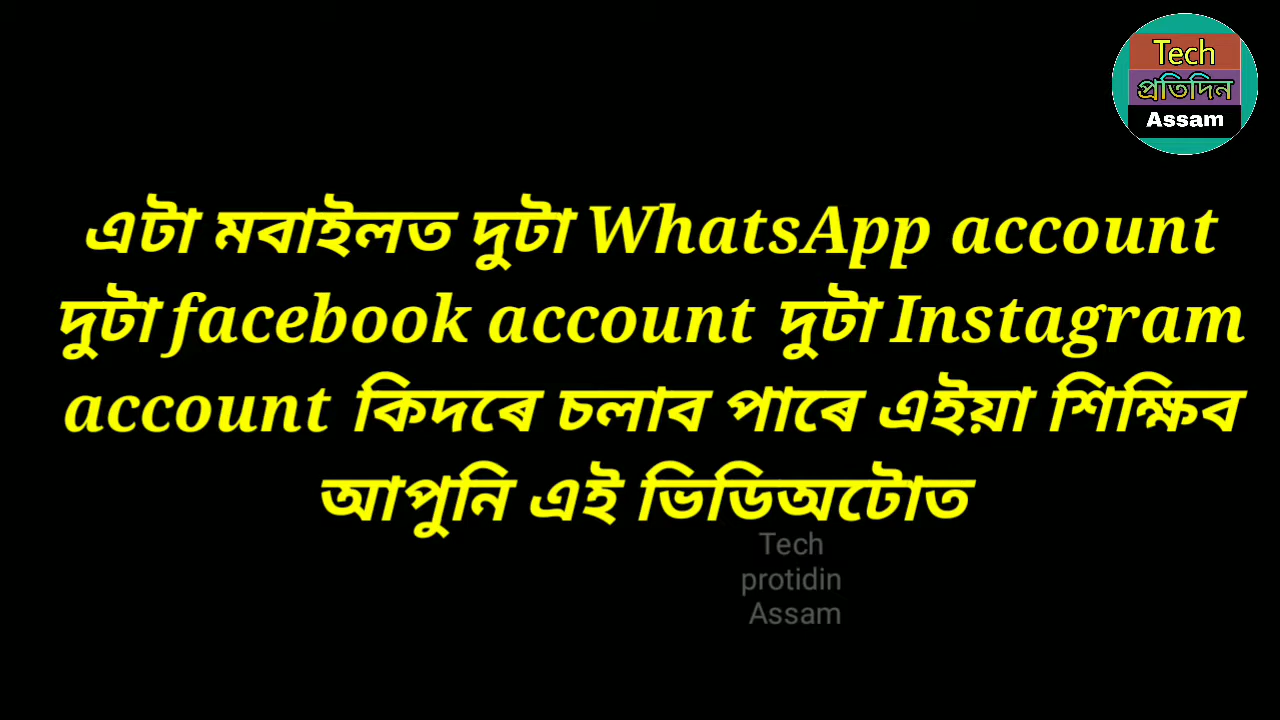 Tech
প্ৰতিদিন
Assam
এটা মবাইলত দুটা WhatsApp account
দুটা facebook account দুটা Instagram
account কিদৰে চলাব পাৰে এইয়া শিক্ষিব
আপুনি এই ভিডিঅটোত
Tech
protidin
Assam